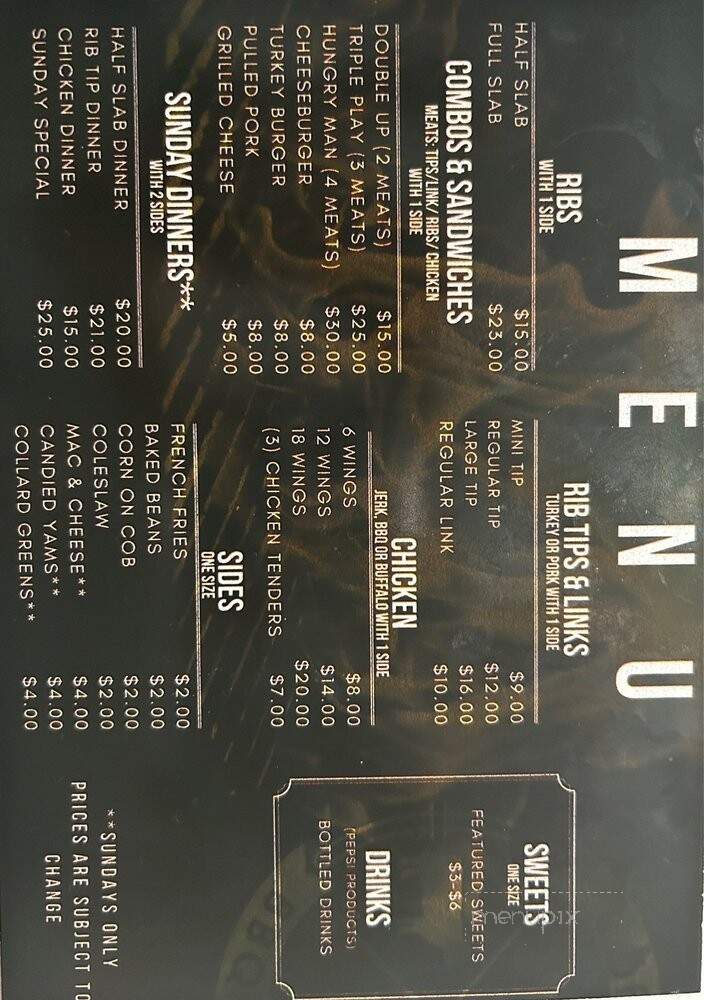 MENU
RIBS
WITH 1 SIDE
HALF SLAB $15.00
FULL SLAB $23.00
COMBOS & SANDWICHES
MEATS: TIPS/LINK/ RIBS/ CHICKEN
WITH 1 SIDE
DOUBLE UP (2 MEATS) $15.00
TRIPLE PLAY (3 MEATS) $25.00
HUNGRY MAN (4 MEATS) $30.00
CHEESEBURGER $8.00
TURKEY BURGER $8.00
PULLED PORK $8.00
GRILLED CHEESE $5.00
SUNDAY DINNERS**
WITH 2 SIDES
HALF SLAB DINNER $20.00
RIB TIP DINNER $21.00
CHICKEN DINNER $15.00
SUNDAY SPECIAL $25.00
RIB TIPS & LINKS
TURKEY OR PORK WITH 1 SIDE
MINI TIP $9.00
REGULAR TIP $12.00
LARGE TIP $16.00
REGULAR LINK $10.00
CHICKEN
JERK, BBQ OR BUFFALO WITH 1 SIDE
6 WINGS $8.00
12 WINGS $14.00
18 WINGS $20.00
(3) CHICKEN TENDERS $7.00
SIDES
ONE SIZE
FRENCH FRIES $2.00
BAKED BEANS $2.00
CORN ON COB $2.00
COLESLAW $2.00
MAC & CHEESE** $4.00
CANDIED YAMS** $4.00
COLLARD GREENS** $4.00
SWEETS
ONE SIZE
FEATURED SWEETS
$3-$6
DRINKS
(PEPSI PRODUCTS)
BOTTLED DRINKS
**SUNDAYS ONLY
PRICES ARE SUBJECT TO
CHANGE
menupix
BBQ